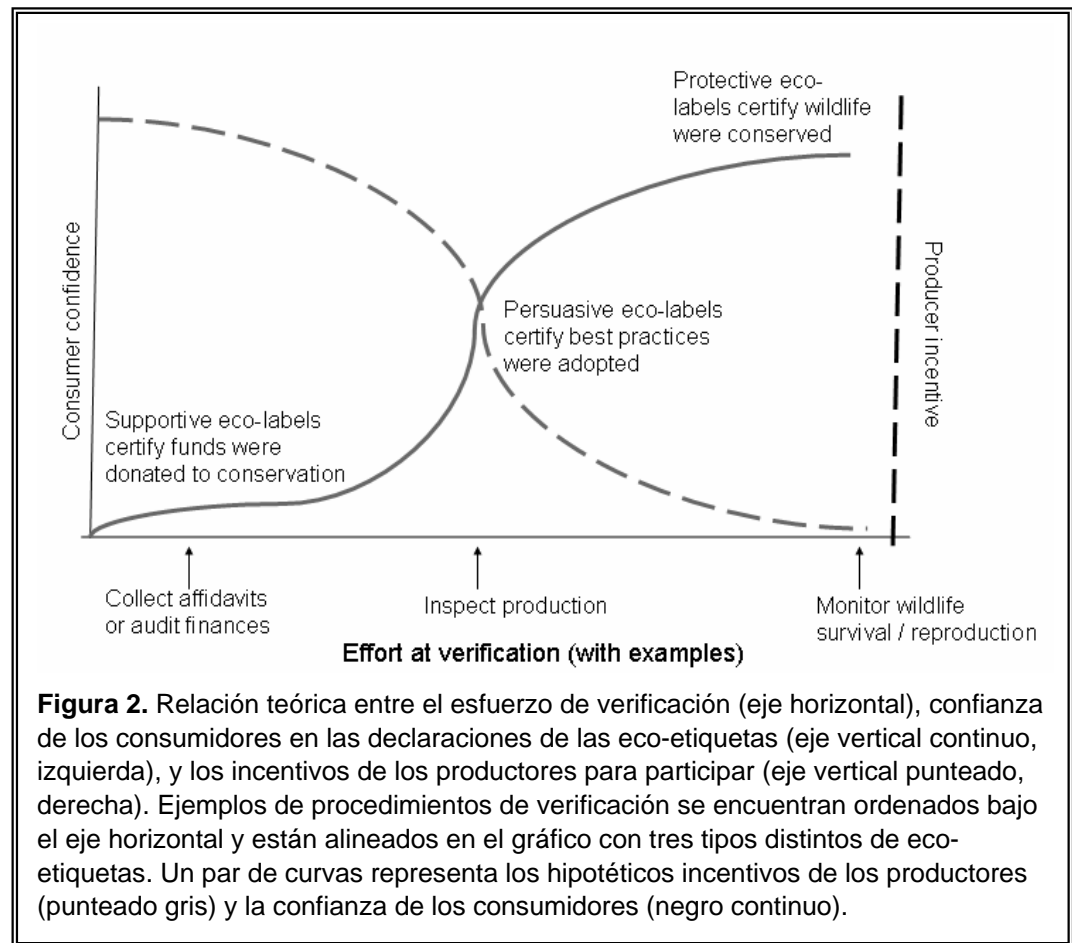 Protective eco-
labels certify wildlife
were conserved
Consumer confidence
Producer incentive
Persuasive eco-labels
certify best practices
were adopted
Supportive eco-labels
certify funds were
donated to conservation
Collect affidavits
or audit finances
Inspect production
Monitor wildlife
survival / reproduction
Effort at verification (with examples)
Figura 2. Relación teórica entre el esfuerzo de verificación (eje horizontal), confianza
de los consumidores en las declaraciones de las eco-etiquetas (eje vertical continuo,
izquierda), y los incentivos de los productores para participar (eje vertical punteado,
derecha). Ejemplos de procedimientos de verificación se encuentran ordenados bajo
el eje horizontal y están alineados en el gráfico con tres tipos distintos de eco-
etiquetas. Un par de curvas representa los hipotéticos incentivos de los productores
(punteado gris) y la confianza de los consumidores (negro continuo).